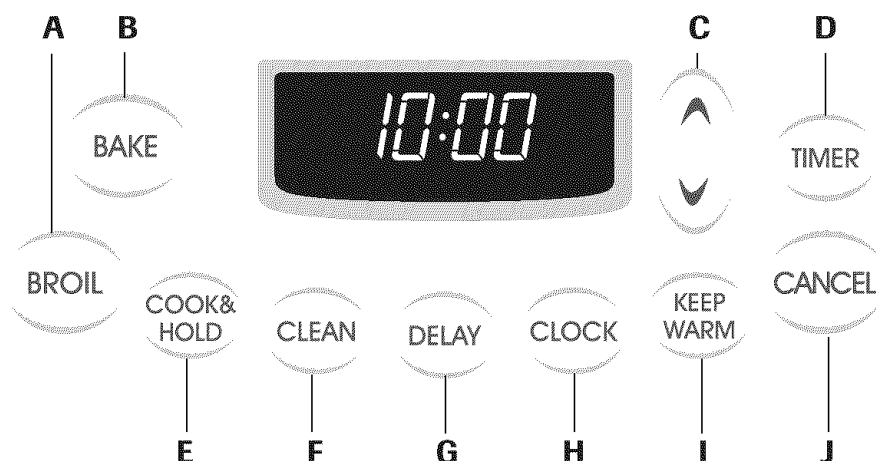 A B C D
10:00
BAKE
TIMER
BROIL
CANCEL
COOK&
HOLD
CLEAN
DELAY
CLOCK
KEEP
WARM
E F G H I J